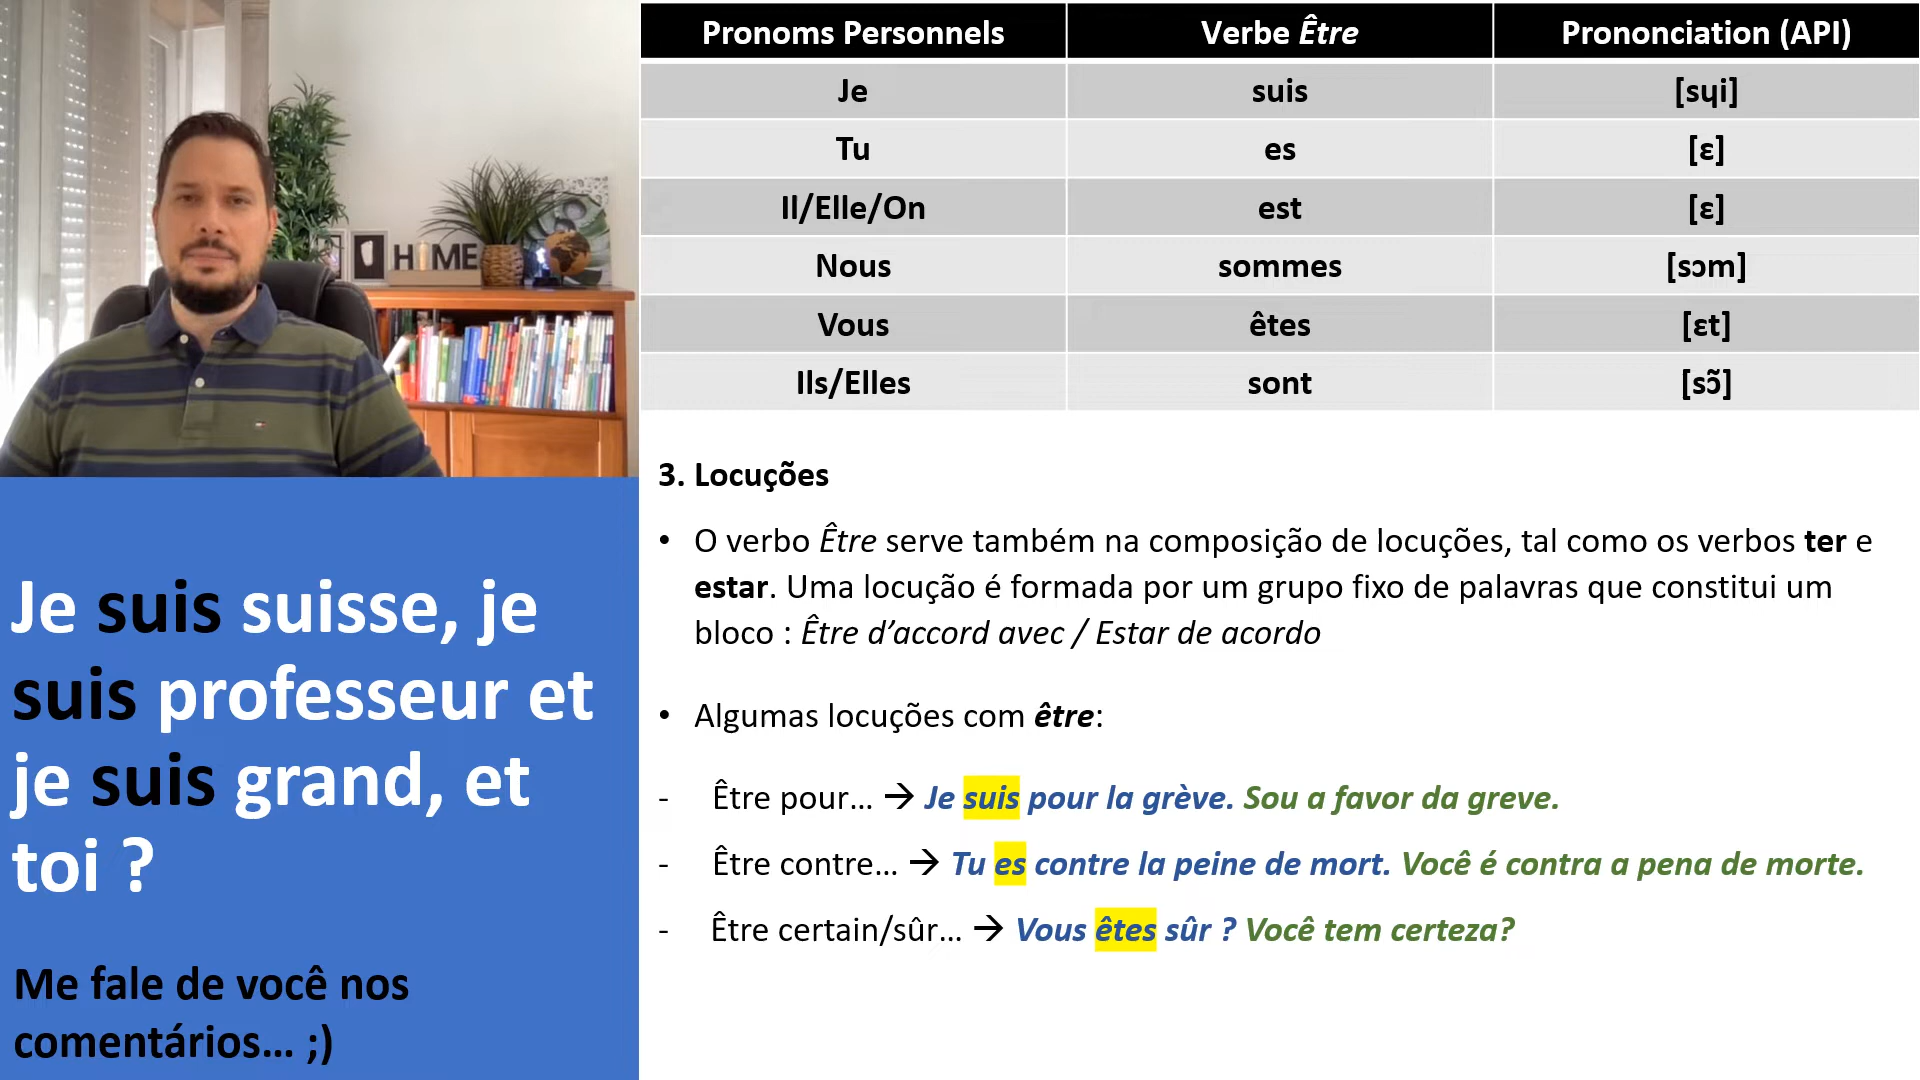 HOME
Je suis suisse, je
suis professeur et
je suis grand, et
toi ?
Me fale de você nos
comentários... ;)
Pronoms Personnels Verbe Être Prononciation (API)
Je suis [sɥi]
Tu es [ɛ]
Il/Elle/On est [ɛ]
Nous sommes [sɔm]
Vous êtes [ɛt]
Ils/Elles sont [sɔ̃]
3. Locuções
• O verbo Être serve também na composição de locuções, tal como os verbos ter e
estar. Uma locução é formada por um grupo fixo de palavras que constitui um
bloco : Être d’accord avec / Estar de acordo
• Algumas locuções com être:
- Être pour… → Je suis pour la grève. Sou a favor da greve.
- Être contre… → Tu es contre la peine de mort. Você é contra a pena de morte.
- Être certain/sûr… → Vous êtes sûr ? Você tem certeza?